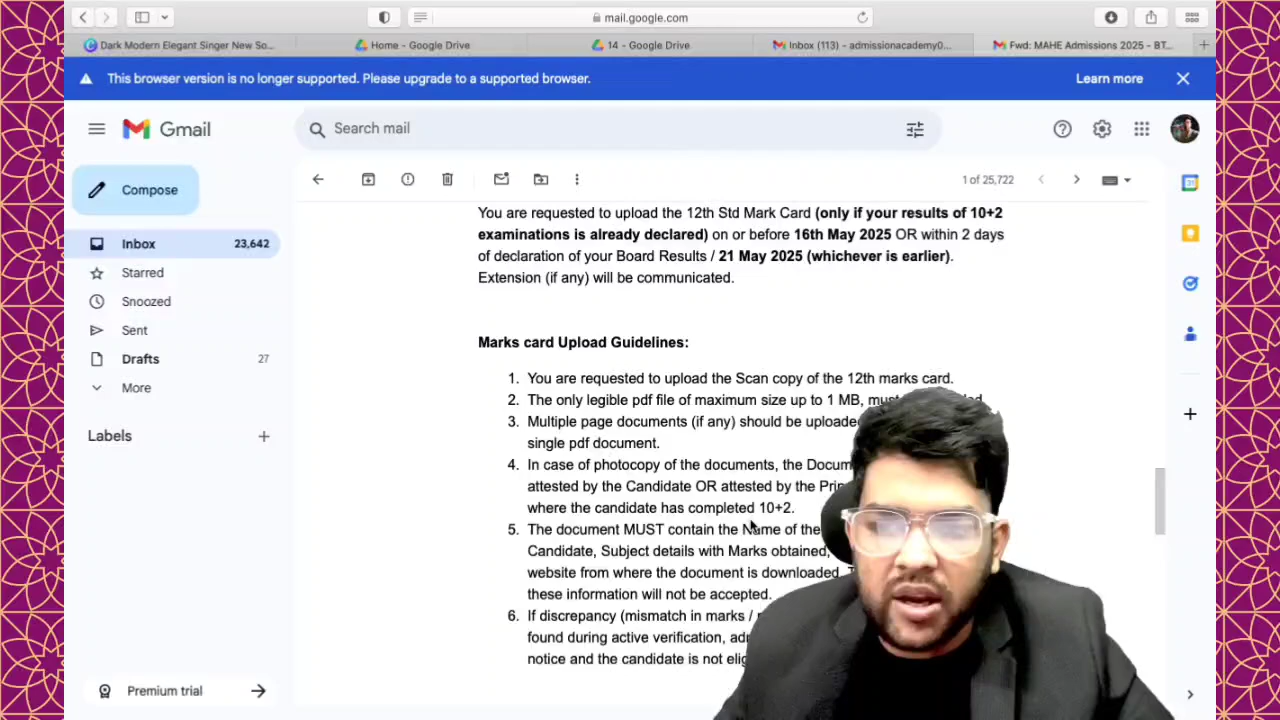 mail.google.com
Dark Modern Elegant Singer New So...
Home - Google Drive
14 - Google Drive
Inbox (113) - admissionacademy0...
Fwd: MAHE Admissions 2025 - BT...
This browser version is no longer supported. Please upgrade to a supported browser.
Learn more
Gmail
Search mail
Compose
1 of 25,722
Inbox 23,642
Starred
Snoozed
Sent
Drafts 27
More
Labels
Premium trial
You are requested to upload the 12th Std Mark Card (only if your results of 10+2
examinations is already declared) on or before 16th May 2025 OR within 2 days
of declaration of your Board Results / 21 May 2025 (whichever is earlier).
Extension (if any) will be communicated.
Marks card Upload Guidelines:
1. You are requested to upload the Scan copy of the 12th marks card.
2. The only legible pdf file of maximum size up to 1 MB,
3. Multiple page documents (if any) should be
single pdf document.
4. In case of photocopy of the documents, the
attested by the Candidate OR attested by the
where the candidate has completed 10+2.
5. The document MUST contain the Name of the
Candidate, Subject details with Marks obtained,
website from where the document is downloaded.
these information will not be accepted.
6. If discrepancy (mismatch in marks /
found during active verification,
notice and the candidate is not
31